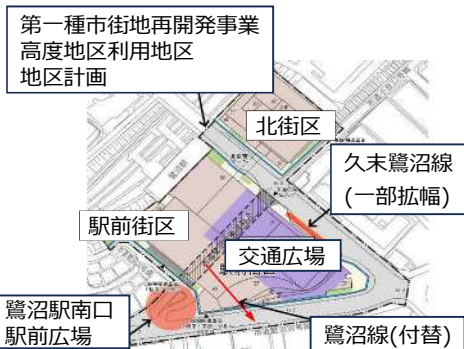 第一種市街地再開発事業
高度地区利用地区
地区計画
北街区
久末鷺沼線
(一部拡幅)
駅前街区
交通広場
鷺沼駅南口
駅前広場
鷺沼線(付替)